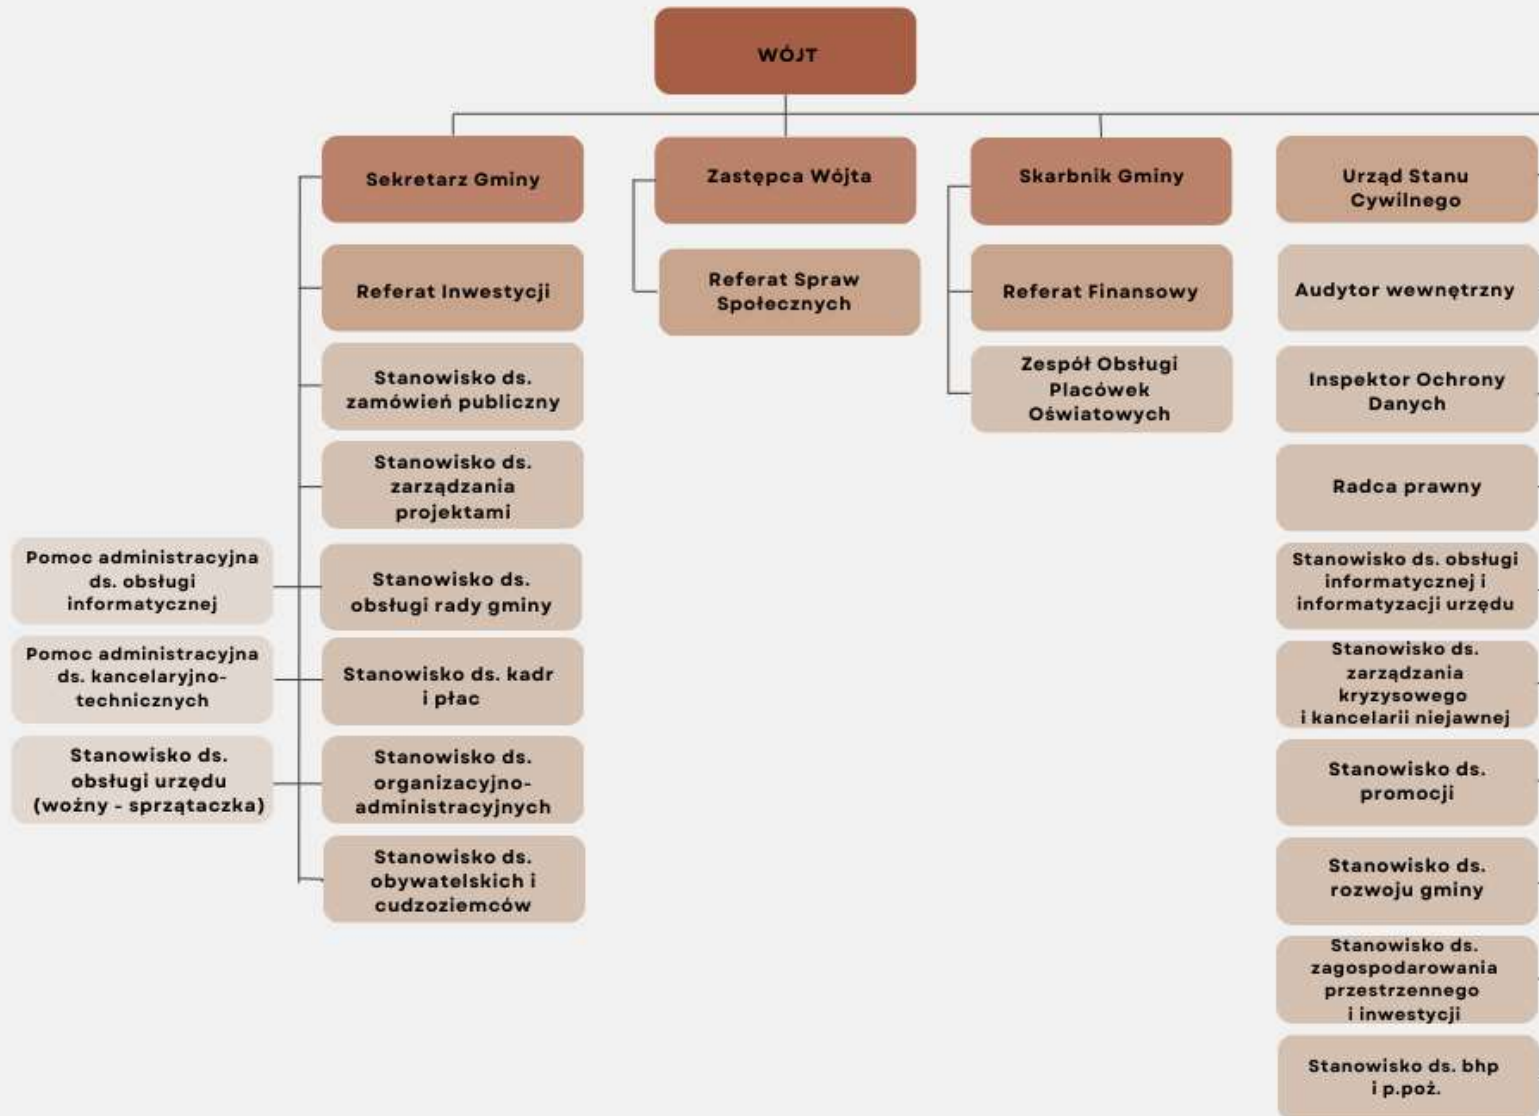 WÓJT
Sekretarz Gminy
Referat Inwestycji
Stanowisko ds.
zamówień publiczny
Stanowisko ds.
zarządzania
projektami
Stanowisko ds.
obsługi rady gminy
Stanowisko ds. kadr
i płac
Stanowisko ds.
organizacyjno-
administracyjnych
Stanowisko ds.
obywatelskich i
cudzoziemców
Pomoc administracyjna
ds. obsługi
informatycznej
Pomoc administracyjna
ds. kancelaryjno-
technicznych
Stanowisko ds.
obsługi urzędu
(woźny - sprzątaczka)
Zastępca Wójta
Referat Spraw
Społecznych
Skarbnik Gminy
Referat Finansowy
Zespół Obsługi
Placówek
Oświatowych
Urząd Stanu
Cywilnego
Audytor wewnętrzny
Inspektor Ochrony
Danych
Radca prawny
Stanowisko ds. obsługi
informatycznej i
informatyzacji urzędu
Stanowisko ds.
zarządzania
kryzysowego
i kancelarii niejawnej
Stanowisko ds.
promocji
Stanowisko ds.
rozwoju gminy
Stanowisko ds.
zagospodarowania
przestrzennego
i inwestycji
Stanowisko ds. bhp
i p.poż.